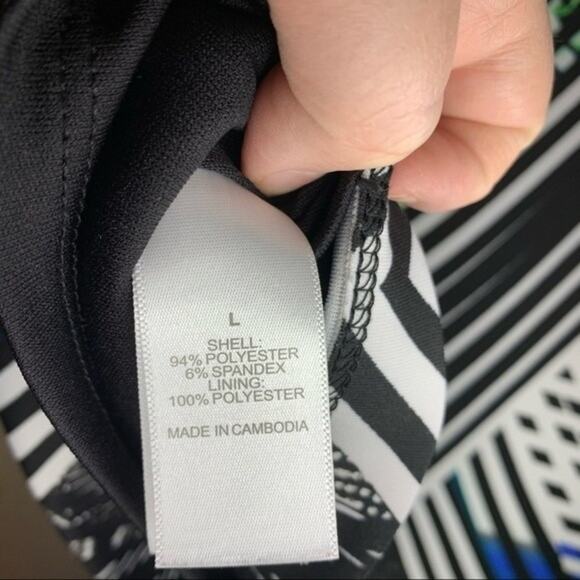 L
SHELL:
94% POLYESTER
6% SPANDEX
LINING:
100% POLYESTER
MADE IN CAMBODIA